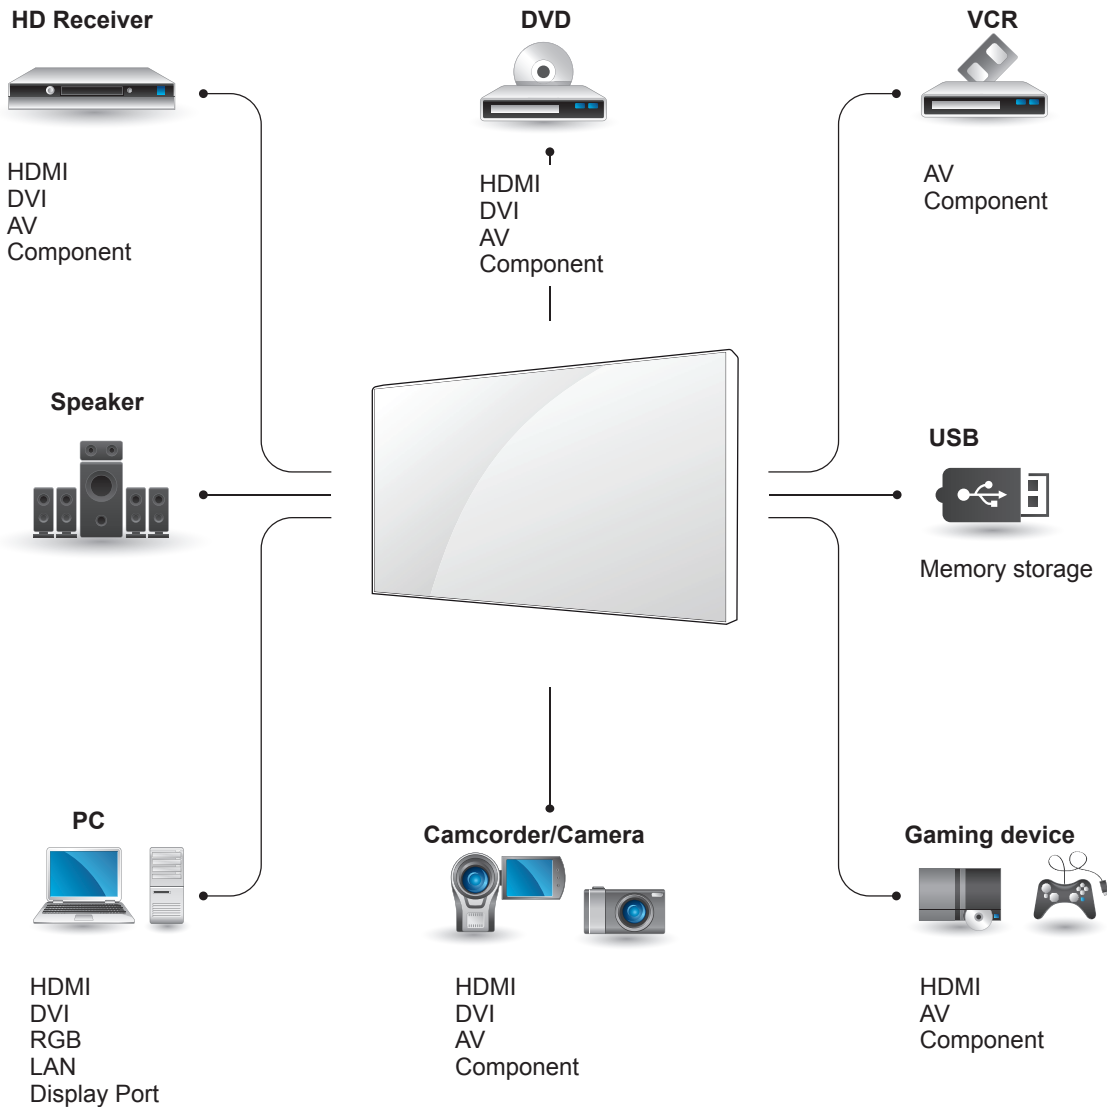 HD Receiver
HDMI
DVI
AV
Component
DVD
HDMI
DVI
AV
Component
VCR
AV
Component
Speaker
USB
Memory storage
PC
HDMI
DVI
RGB
LAN
Display Port
Camcorder/Camera
HDMI
DVI
AV
Component
Gaming device
HDMI
AV
Component